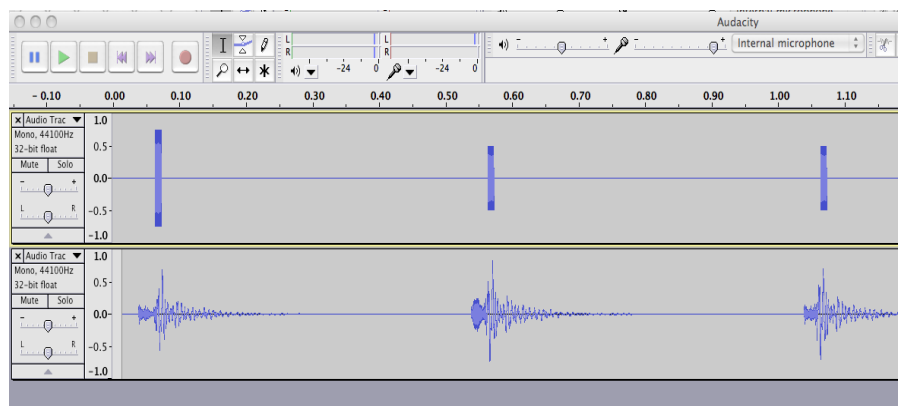 Audacity
L
R
-24 0
L
R
-24 0
- +
- +
Internal microphone
- 0.10 0.00 0.10 0.20 0.30 0.40 0.50 0.60 0.70 0.80 0.90 1.00 1.10
× Audio Trac ▼
Mono, 44100Hz
32-bit float
Mute Solo
- +
L R
1.0
0.5-
0.0-
-0.5-
-1.0
× Audio Trac ▼
Mono, 44100Hz
32-bit float
Mute Solo
- +
L R
1.0
0.5-
0.0-
-0.5-
-1.0